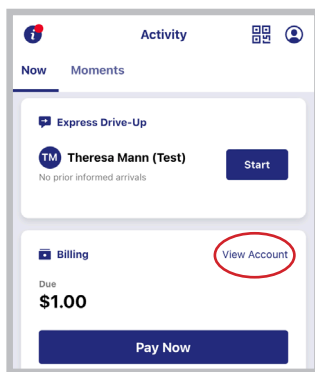 Activity
Now Moments
Express Drive-Up
TM Theresa Mann (Test)
No prior informed arrivals
Start
Billing
View Account
Due
$1.00
Pay Now